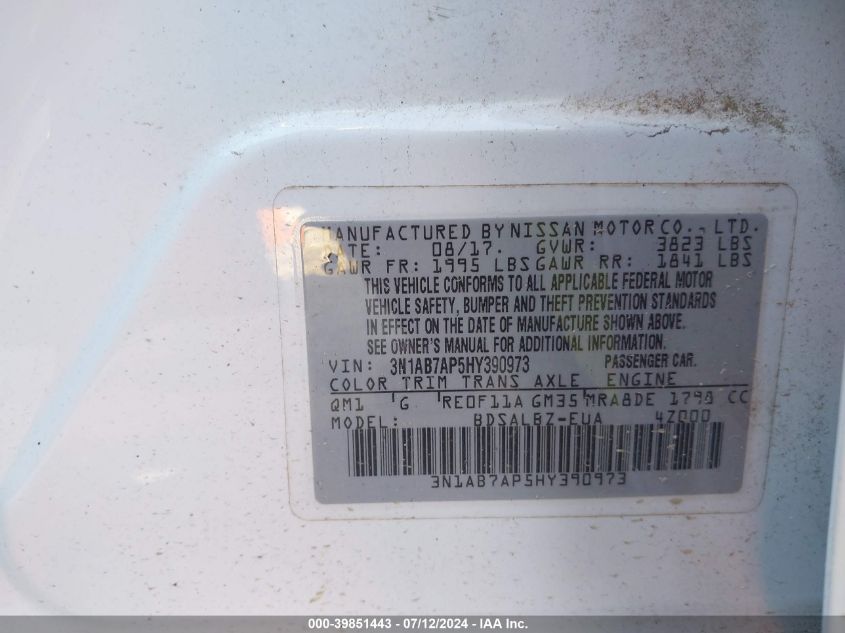 MANUFACTURED BY NISSAN MOTOR CO., LTD.
DATE: 08/17. GVWR: 3823 LBS
GAWR FR: 1995 LBS GAWR RR: 1841 LBS
THIS VEHICLE CONFORMS TO ALL APPLICABLE FEDERAL MOTOR
VEHICLE SAFETY, BUMPER AND THEFT PREVENTION STANDARDS
IN EFFECT ON THE DATE OF MANUFACTURE SHOWN ABOVE.
SEE OWNER'S MANUAL FOR ADDITIONAL INFORMATION.
VIN: 3N1AB7AP5HY390973 PASSENGER CAR.
COLOR TRIM TRANS AXLE ENGINE
QM1 G RE0F11A GM35 MRA8DE 1798 CC
MODEL: BDSALBZ-EUA 4Z000
3N1AB7AP5HY390973
000-39851443 - 07/12/2024 - IAA Inc.